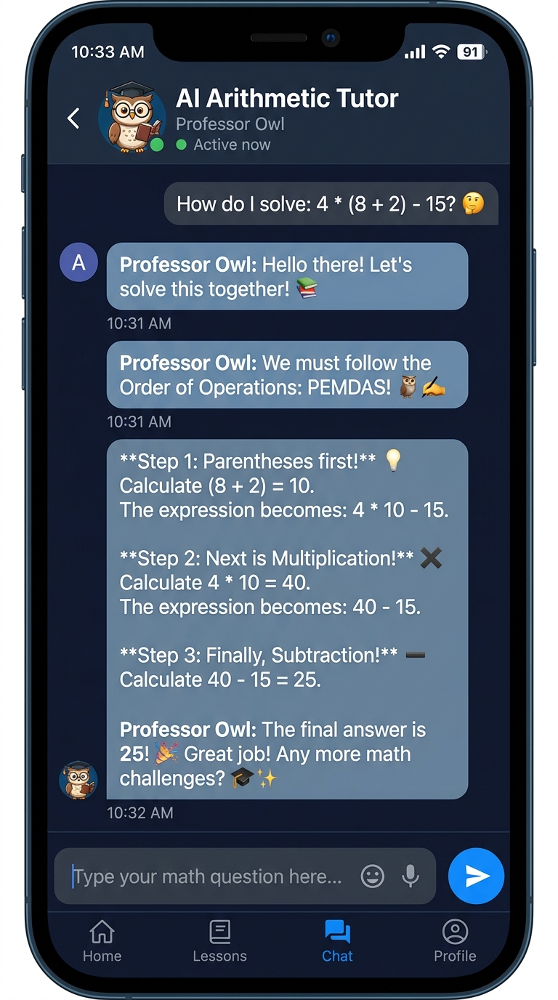 10:33 AM
91
AI Arithmetic Tutor
Professor Owl
Active now
How do I solve: 4 * (8 + 2) - 15? 🤔
A
Professor Owl: Hello there! Let's
solve this together! 📚
10:31 AM
Professor Owl: We must follow the
Order of Operations: PEMDAS! 🦉✍️
10:31 AM
**Step 1: Parentheses first!** 💡
Calculate (8 + 2) = 10.
The expression becomes: 4 * 10 - 15.
**Step 2: Next is Multiplication!** ✖️
Calculate 4 * 10 = 40.
The expression becomes: 40 - 15.
**Step 3: Finally, Subtraction!** ➖
Calculate 40 - 15 = 25.
Professor Owl: The final answer is
25! 🎉 Great job! Any more math
challenges? 🎓✨
10:32 AM
Type your math question here...
Home
Lessons
Chat
Profile